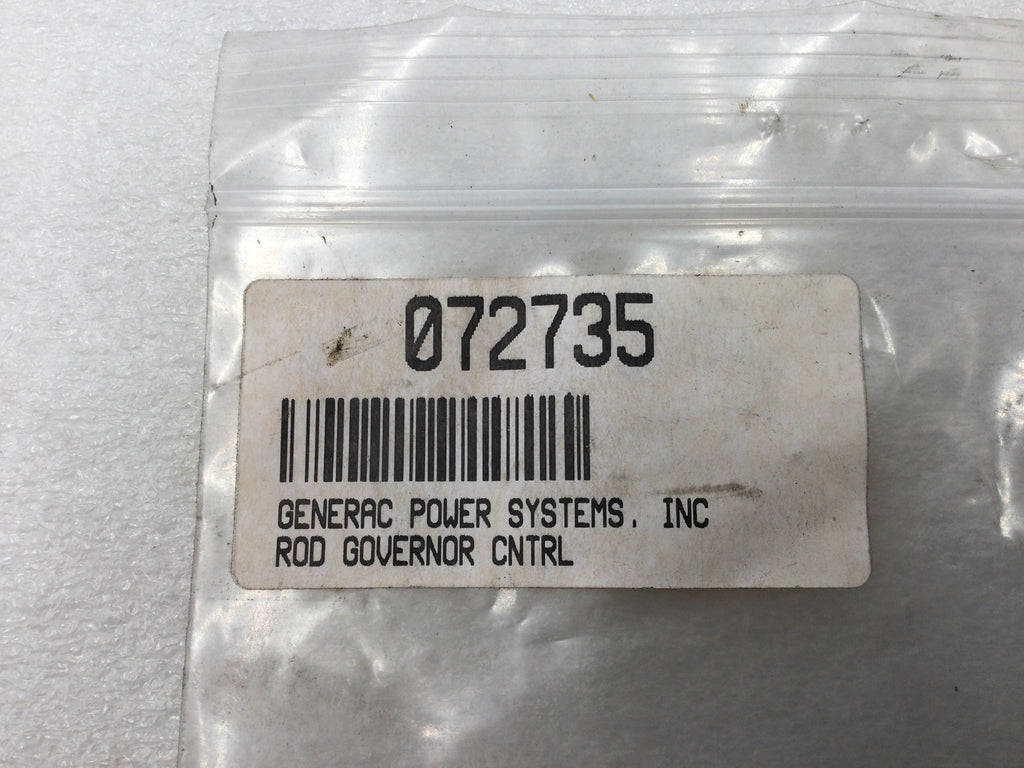 072735
GENERAC POWER SYSTEMS, INC
ROD GOVERNOR CNTRL